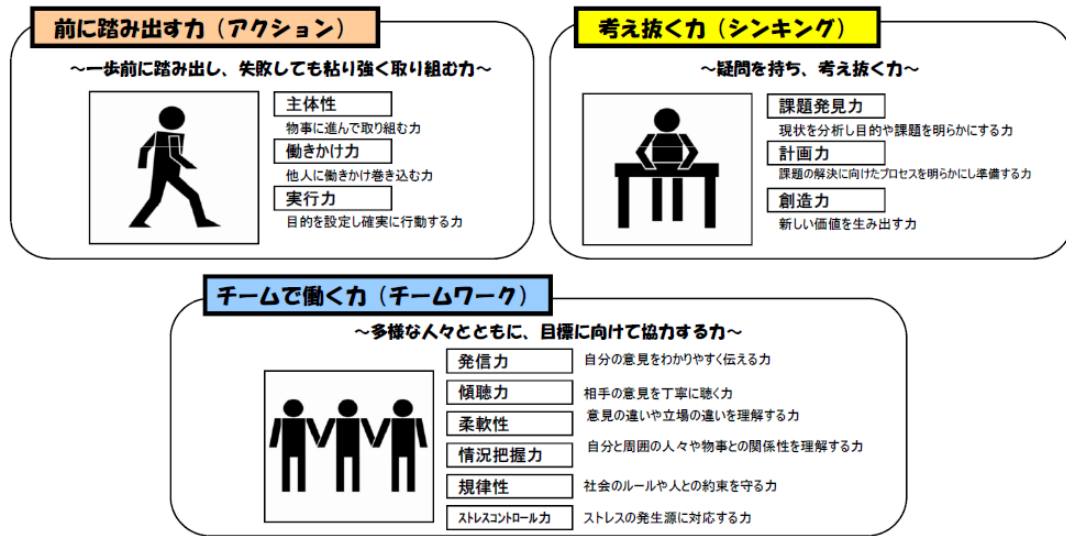 前に踏み出す力（アクション）
～一歩前に踏み出し、失敗しても粘り強く取り組む力～
主体性
物事に進んで取り組む力
働きかけ力
他人に働きかけ巻き込む力
実行力
目的を設定し確実に行動する力
考え抜く力（シンキング）
～疑問を持ち、考え抜く力～
課題発見力
現状を分析し目的や課題を明らかにする力
計画力
課題の解決に向けたプロセスを明らかにし準備する力
創造力
新しい価値を生み出す力
チームで働く力（チームワーク）
～多様な人々とともに、目標に向けて協力する力～
発信力 自分の意見をわかりやすく伝える力
傾聴力 相手の意見を丁寧に聴く力
柔軟性 意見の違いや立場の違いを理解する力
情況把握力 自分と周囲の人々や物事との関係性を理解する力
規律性 社会のルールや人との約束を守る力
ストレスコントロール力 ストレスの発生源に対応する力